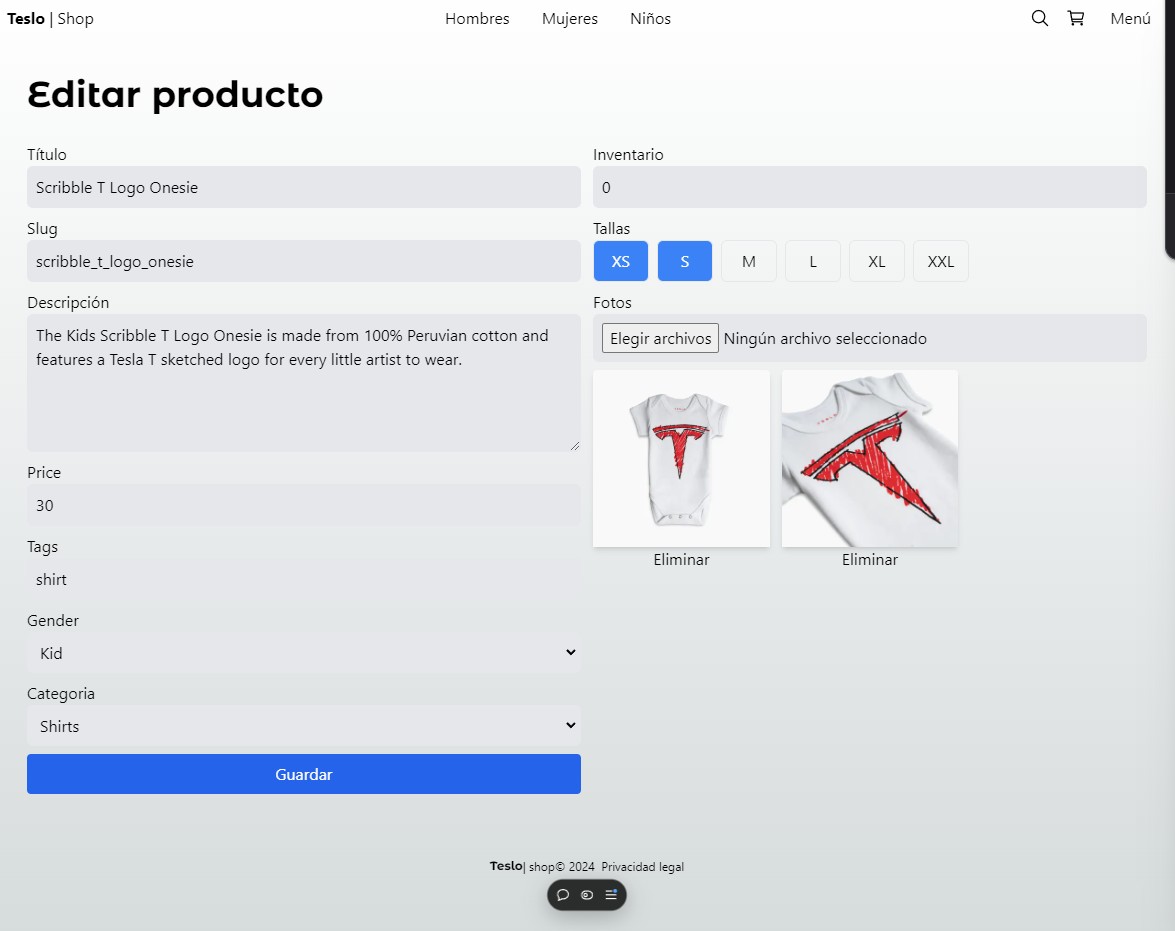 Teslo | Shop
Hombres Mujeres Niños
Menú
Editar producto
Título
Scribble T Logo Onesie
Slug
scribble_t_logo_onesie
Descripción
The Kids Scribble T Logo Onesie is made from 100% Peruvian cotton and
features a Tesla T sketched logo for every little artist to wear.
Price
30
Tags
shirt
Gender
Kid
Categoria
Shirts
Guardar
Inventario
0
Tallas
XS S M L XL XXL
Fotos
Elegir archivos Ningún archivo seleccionado
Eliminar Eliminar
Teslo| shop© 2024 Privacidad legal